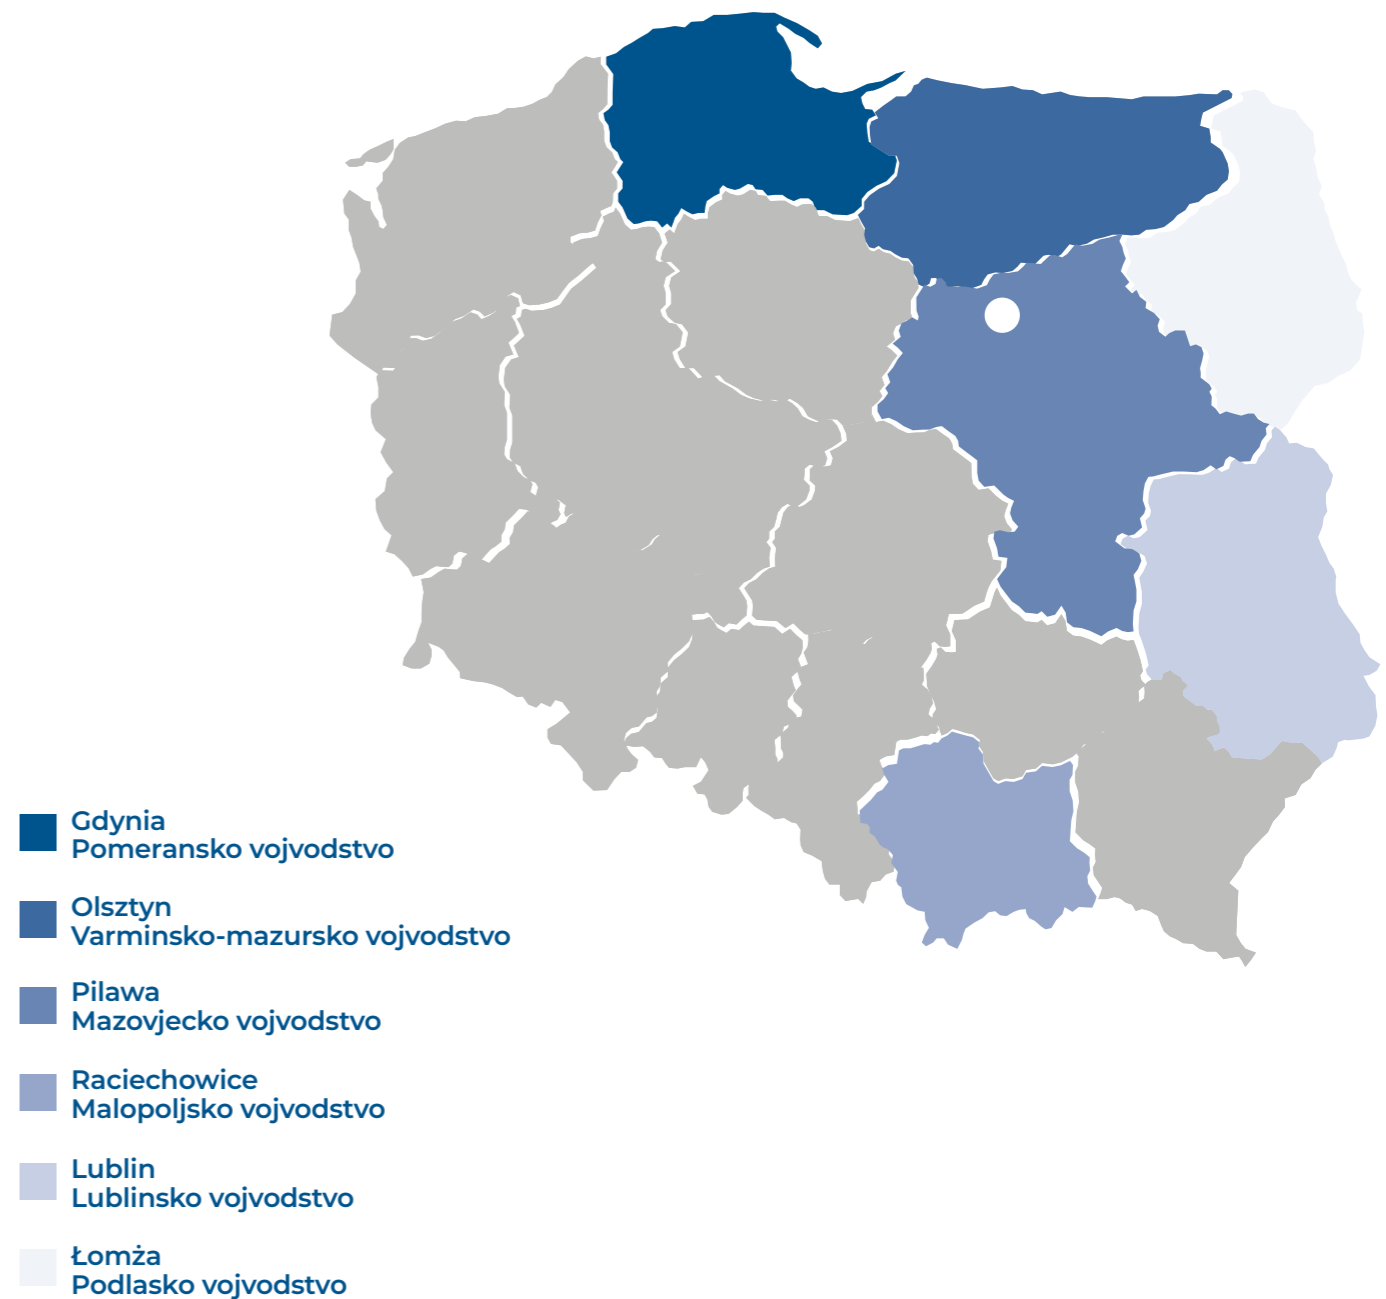 Gdynia
Pomeransko vojvodstvo
Olsztyn
Varminsko-mazursko vojvodstvo
Pilawa
Mazovjecko vojvodstvo
Raciechowice
Malopoljsko vojvodstvo
Lublin
Lublinsko vojvodstvo
Łomża
Podlasko vojvodstvo